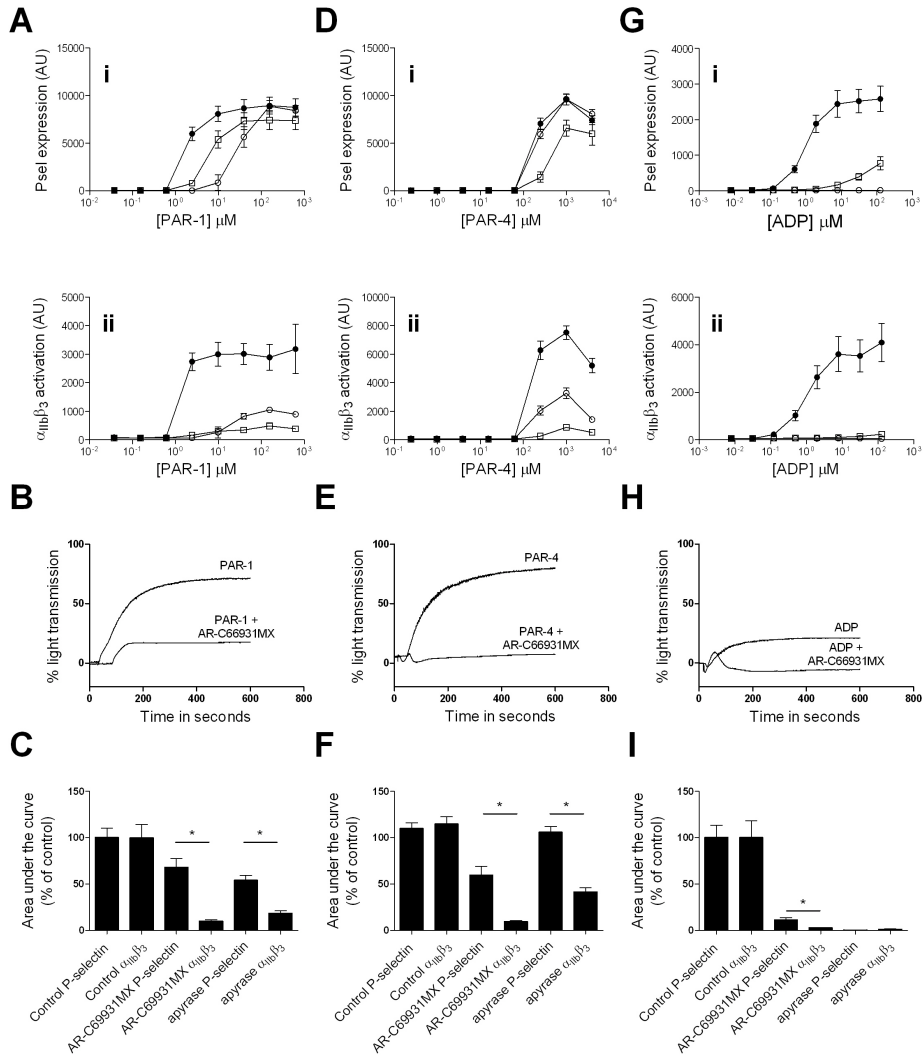 A
D
G
i
Psel expression (AU)
15000
10000
5000
0
10-2 10-1 100 101 102 103
[PAR-1] μM
i
Psel expression (AU)
15000
10000
5000
0
10-2 10-1 100 101 102 103 104
[PAR-4] μM
i
Psel expression (AU)
4000
3000
2000
1000
0
10-3 10-2 10-1 100 101 102 103
[ADP] μM
ii
αIIbβ3 activation (AU)
5000
4000
3000
2000
1000
0
10-2 10-1 100 101 102 103
[PAR-1] μM
ii
αIIbβ3 activation (AU)
10000
8000
6000
4000
2000
0
10-2 10-1 100 101 102 103 104
[PAR-4] μM
ii
αIIbβ3 activation (AU)
6000
4000
2000
0
10-3 10-2 10-1 100 101 102 103
[ADP] μM
B
% light transmission
100
50
0
PAR-1
PAR-1 +
AR-C66931MX
0 200 400 600 800
Time in seconds
E
% light transmission
100
50
0
PAR-4
PAR-4 +
AR-C66931MX
0 200 400 600 800
Time in seconds
H
% light transmission
100
50
0
ADP
ADP +
AR-C66931MX
0 200 400 600 800
Time in seconds
C
Area under the curve
(% of control)
150
100
50
0
* *
Control P-selectin
Control αIIbβ3
AR-C69931MX P-selectin
AR-C69931MX αIIbβ3
apyrase P-selectin
apyrase αIIbβ3
F
Area under the curve
(% of control)
150
100
50
0
* *
Control P-selectin
Control αIIbβ3
AR-C69931MX P-selectin
AR-C69931MX αIIbβ3
apyrase P-selectin
apyrase αIIbβ3
I
Area under the curve
(% of control)
150
100
50
0
*
Control P-selectin
Control αIIbβ3
AR-C69931MX P-selectin
AR-C69931MX αIIbβ3
apyrase P-selectin
apyrase αIIbβ3